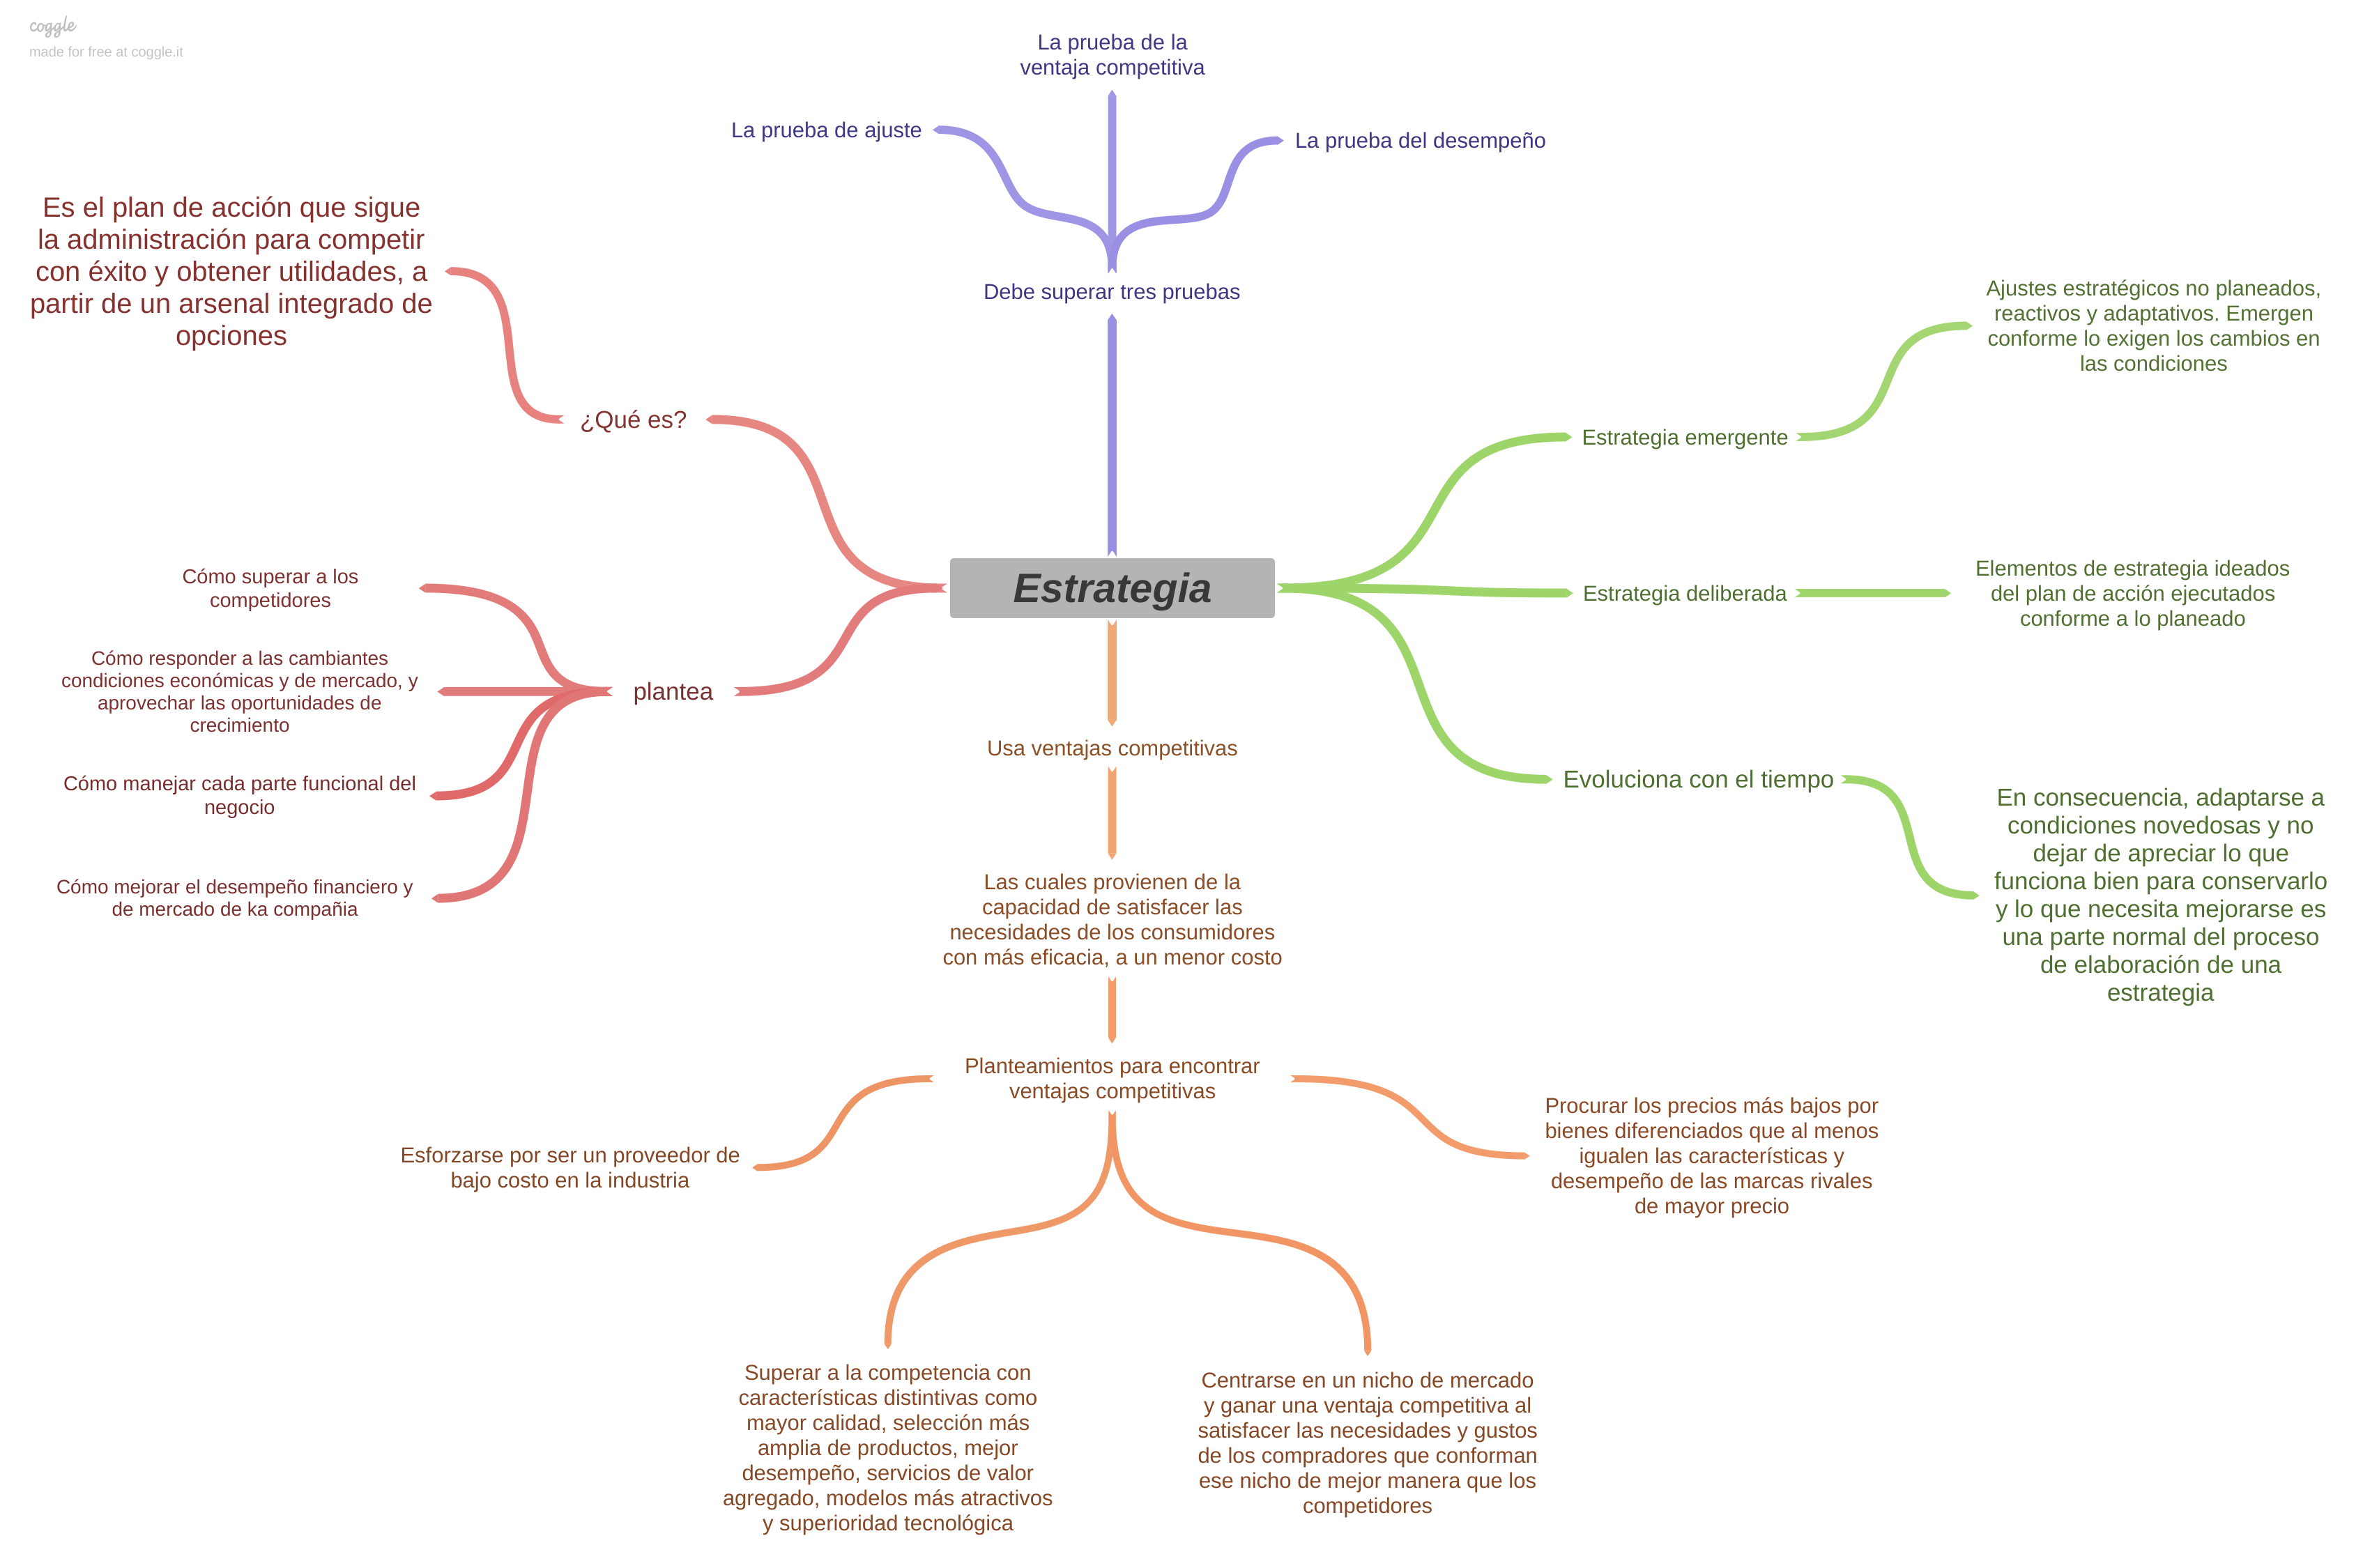 coggle
made for free at coggle.it
La prueba de la
ventaja competitiva
La prueba de ajuste
La prueba del desempeño
Debe superar tres pruebas
Es el plan de acción que sigue
la administración para competir
con éxito y obtener utilidades, a
partir de un arsenal integrado de
opciones
¿Qué es?
Cómo superar a los
competidores
Cómo responder a las cambiantes
condiciones económicas y de mercado, y
aprovechar las oportunidades de
crecimiento
Cómo manejar cada parte funcional del
negocio
Cómo mejorar el desempeño financiero y
de mercado de ka compañia
plantea
Estrategia
Ajustes estratégicos no planeados,
reactivos y adaptativos. Emergen
conforme lo exigen los cambios en
las condiciones
Estrategia emergente
Estrategia deliberada
Elementos de estrategia ideados
del plan de acción ejecutados
conforme a lo planeado
Evoluciona con el tiempo
En consecuencia, adaptarse a
condiciones novedosas y no
dejar de apreciar lo que
funciona bien para conservarlo
y lo que necesita mejorarse es
una parte normal del proceso
de elaboración de una
estrategia
Usa ventajas competitivas
Las cuales provienen de la
capacidad de satisfacer las
necesidades de los consumidores
con más eficacia, a un menor costo
Planteamientos para encontrar
ventajas competitivas
Esforzarse por ser un proveedor de
bajo costo en la industria
Procurar los precios más bajos por
bienes diferenciados que al menos
igualen las características y
desempeño de las marcas rivales
de mayor precio
Superar a la competencia con
características distintivas como
mayor calidad, selección más
amplia de productos, mejor
desempeño, servicios de valor
agregado, modelos más atractivos
y superioridad tecnológica
Centrarse en un nicho de mercado
y ganar una ventaja competitiva al
satisfacer las necesidades y gustos
de los compradores que conforman
ese nicho de mejor manera que los
competidores